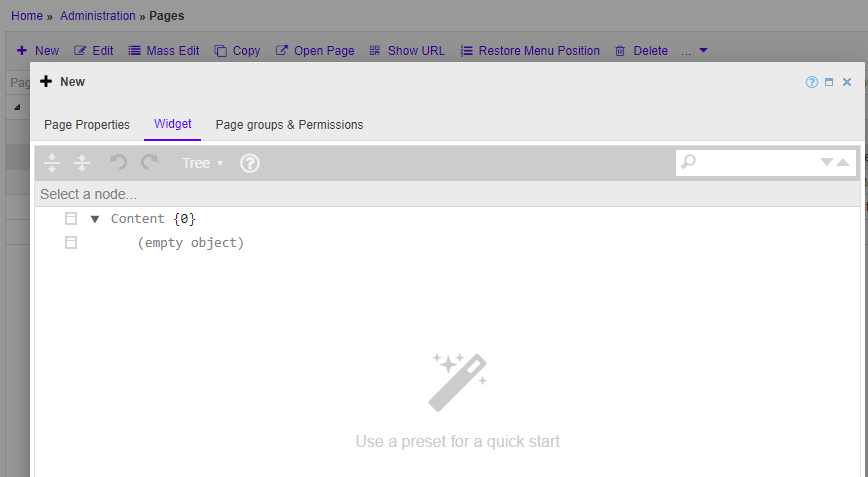 Home » Administration » Pages
New Edit Mass Edit Copy Open Page Show URL Restore Menu Position Delete ...
Pag
New
Page Properties Widget Page groups & Permissions
Tree
Select a node...
Content {0}
(empty object)
Use a preset for a quick start